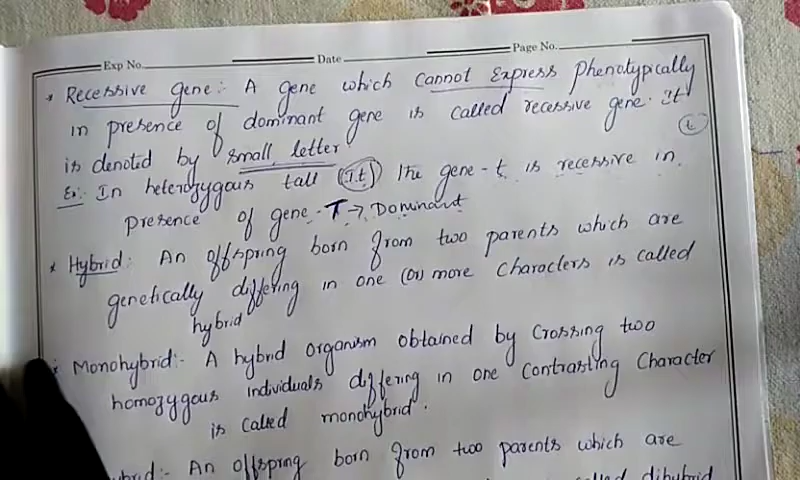 Exp No. Date Page No.
* Recessive gene:- A gene which cannot Express phenotypically
in presence of dominant gene is called recessive gene. It
is denoted by small letter (t)
Ex:- In heterozygous tall (Tt) The gene-t is recessive in
presence of gene-T → Dominant
* Hybrid: An offspring born from two parents which are
genetically differing in one (or) more characters is called
hybrid
* Monohybrid:- A hybrid organism obtained by crossing two
homozygous individuals differing in one contrasting character
is called monohybrid.
ybrid:- An offspring born from two parents which are
called dihybrid